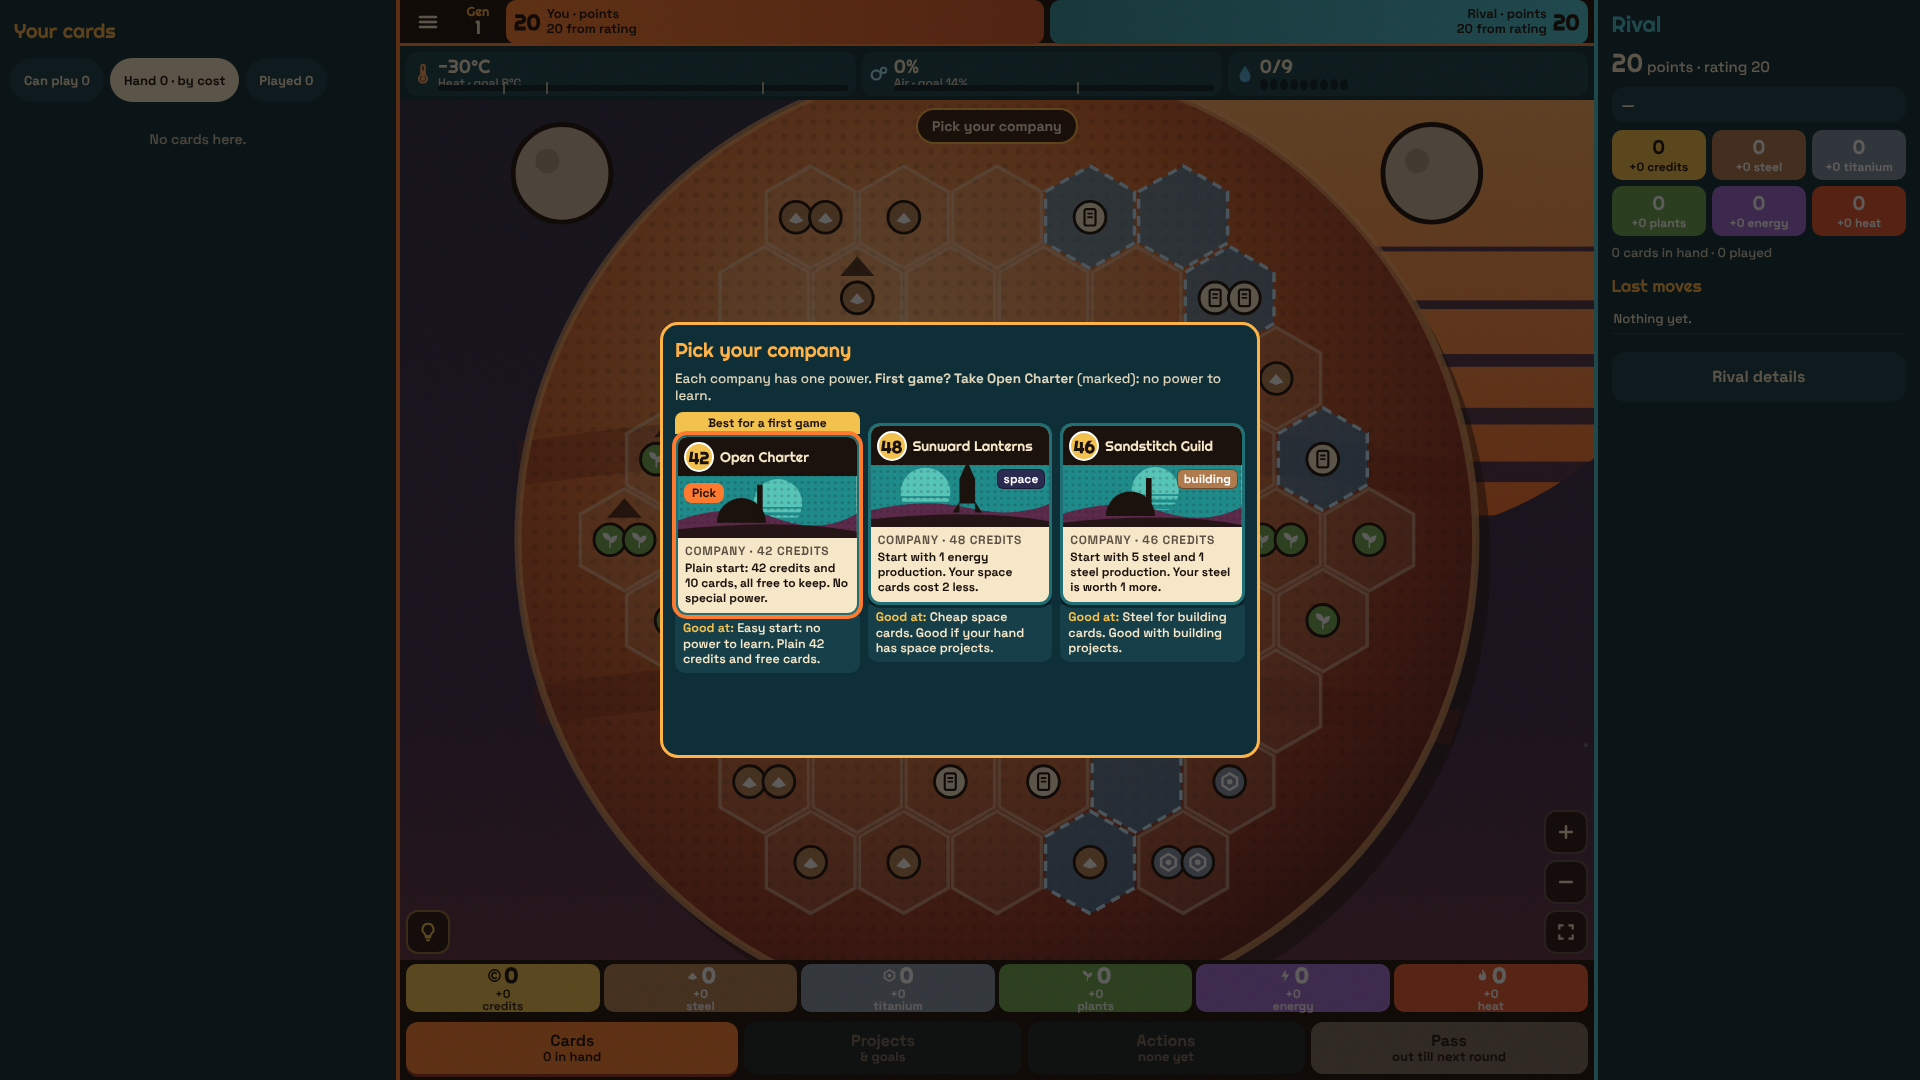 Your cards
Can play 0
Hand 0 · by cost
Played 0
No cards here.
Gen
1
20
You · points
20 from rating
Rival · points
20 from rating
20
-30°C
Heat · goal 8°C
0%
Air · goal 14%
0/9
Pick your company
Pick your company
Each company has one power. First game? Take Open Charter (marked): no power to
learn.
Best for a first game
42
Open Charter
Pick
COMPANY · 42 CREDITS
Plain start: 42 credits and
10 cards, all free to keep. No
special power.
Good at: Easy start: no
power to learn. Plain 42
credits and free cards.
48
Sunward Lanterns
space
COMPANY · 48 CREDITS
Start with 1 energy
production. Your space
cards cost 2 less.
Good at: Cheap space
cards. Good if your hand
has space projects.
46
Sandstitch Guild
building
COMPANY · 46 CREDITS
Start with 5 steel and 1
steel production. Your steel
is worth 1 more.
Good at: Steel for building
cards. Good with building
projects.
0
+0
credits
0
+0
steel
0
+0
titanium
0
+0
plants
0
+0
energy
0
+0
heat
Cards
0 in hand
Projects
& goals
Actions
none yet
Pass
out till next round
Rival
20 points · rating 20
—
0
+0 credits
0
+0 steel
0
+0 titanium
0
+0 plants
0
+0 energy
0
+0 heat
0 cards in hand · 0 played
Last moves
Nothing yet.
Rival details